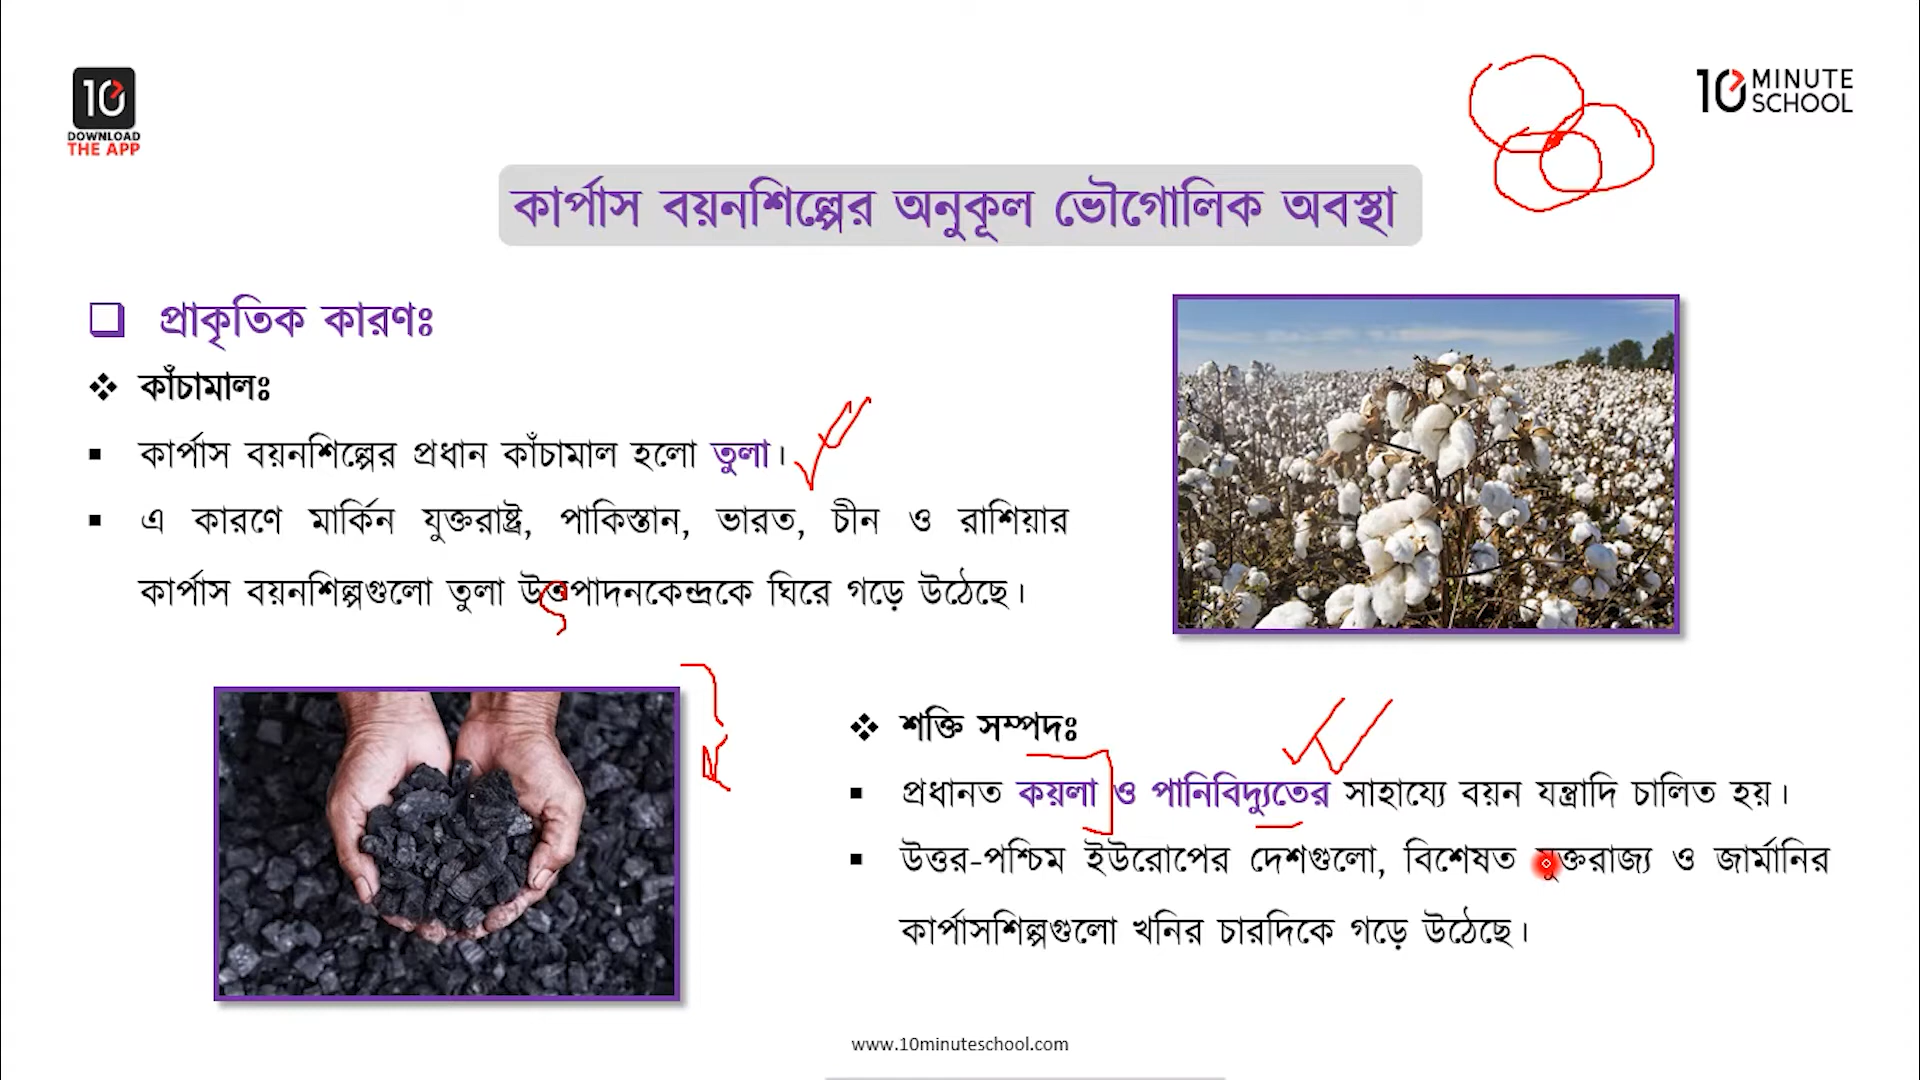 10
DOWNLOAD
THE APP
10 MINUTE
SCHOOL
কার্পাস বয়নশিল্পের অনুকূল ভৌগোলিক অবস্থা
প্রাকৃতিক কারণঃ
কাঁচামালঃ
কার্পাস বয়নশিল্পের প্রধান কাঁচামাল হলো তুলা।
এ কারণে মার্কিন যুক্তরাষ্ট্র, পাকিস্তান, ভারত, চীন ও রাশিয়ার
কার্পাস বয়নশিল্পগুলো তুলা উৎপাদনকেন্দ্রকে ঘিরে গড়ে উঠেছে।
শক্তি সম্পদঃ
প্রধানত কয়লা ও পানিবিদ্যুতের সাহায্যে বয়ন যন্ত্রাদি চালিত হয়।
উত্তর-পশ্চিম ইউরোপের দেশগুলো, বিশেষত যুক্তরাজ্য ও জার্মানির
কার্পাসশিল্পগুলো খনির চারদিকে গড়ে উঠেছে।
www.10minuteschool.com